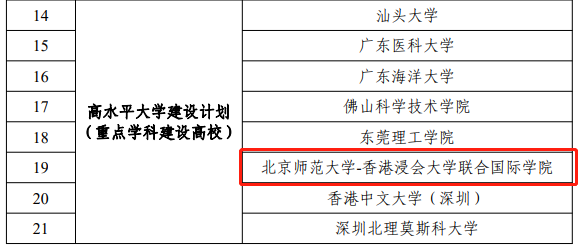 14 汕头大学
15 广东医科大学
16 广东海洋大学
高水平大学建设计划
（重点学科建设高校）
17 佛山科学技术学院
18 东莞理工学院
19 北京师范大学-香港浸会大学联合国际学院
20 香港中文大学（深圳）
21 深圳北理莫斯科大学